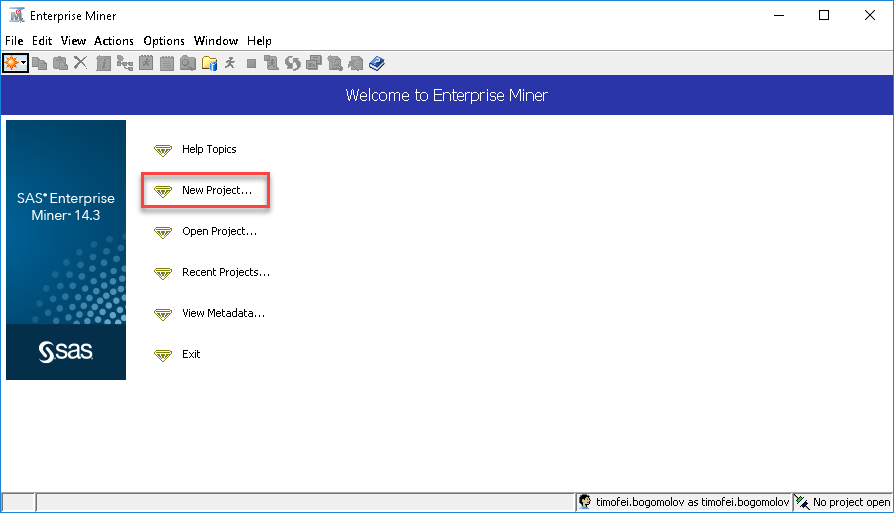 Enterprise Miner
File Edit View Actions Options Window Help
Welcome to Enterprise Miner
SAS® Enterprise
Miner™ 14.3
sas
Help Topics
New Project...
Open Project...
Recent Projects...
View Metadata...
Exit
timofei.bogomolov as timofei.bogomolov
No project open